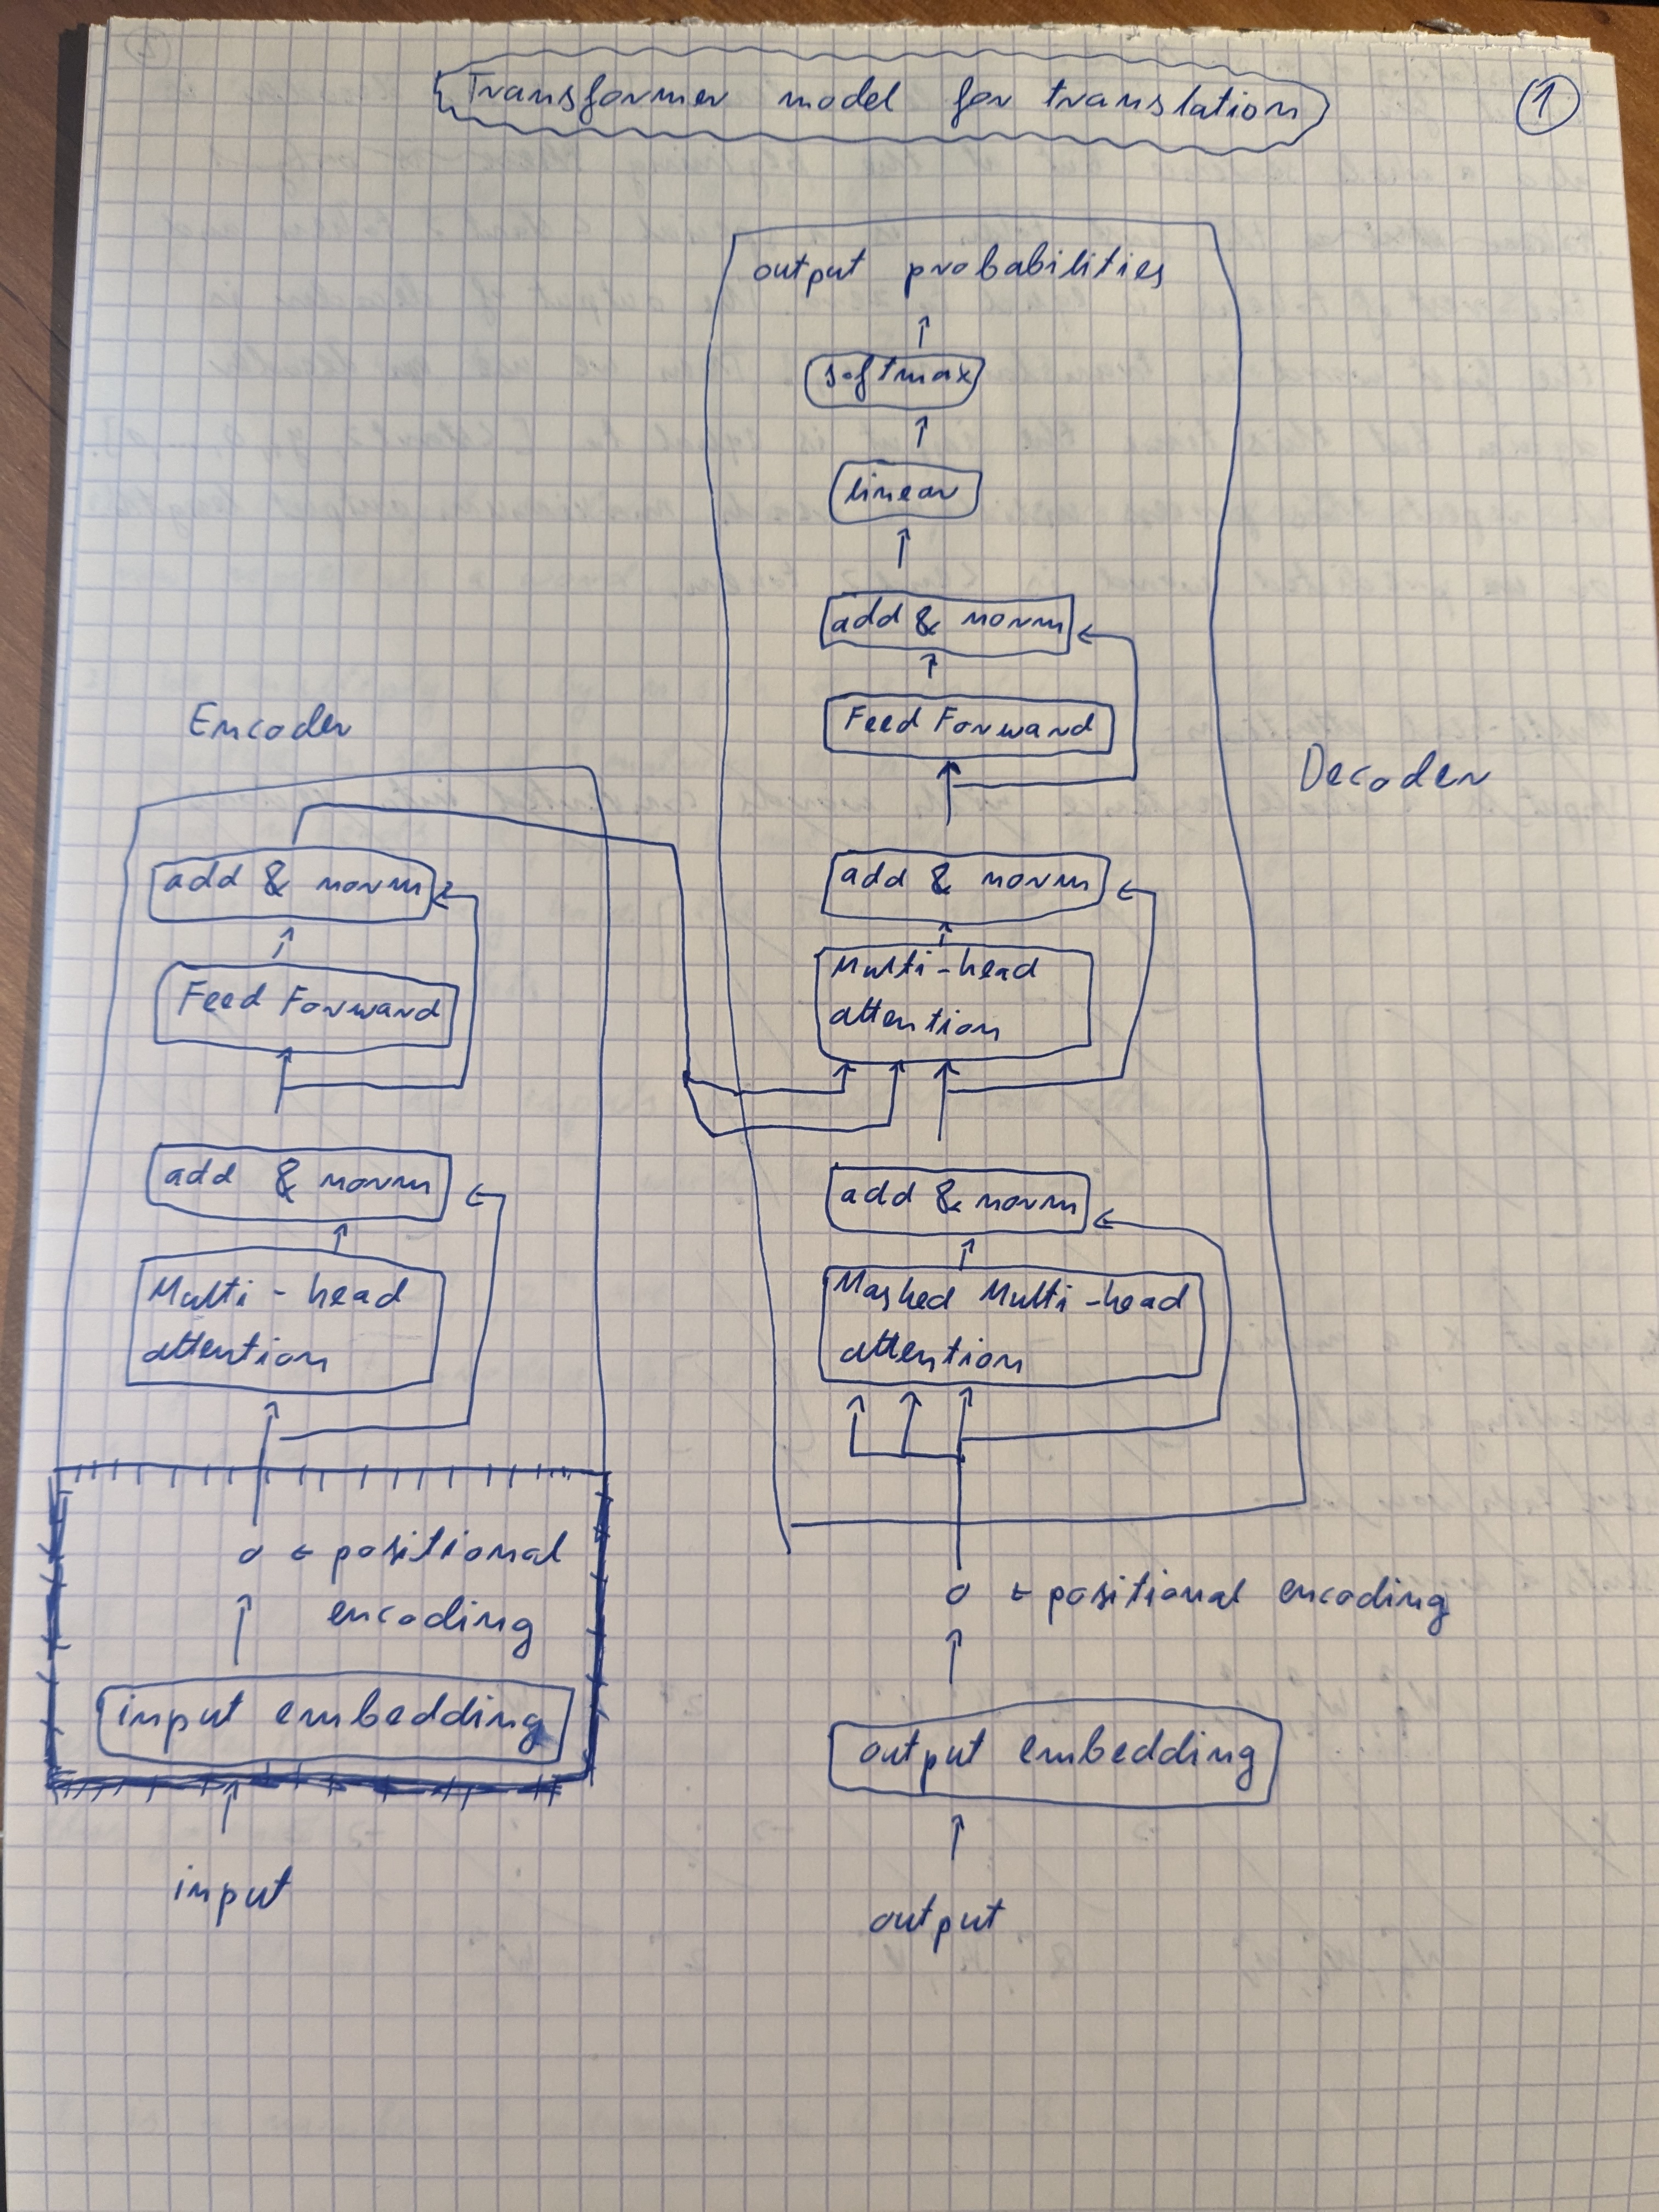 Transformer model for translation
1
output probabilities
softmax
linear
add & norm
Feed Forward
Encoder
Decoder
add & norm
Feed Forward
add & norm
Multi-head attention
add & norm
Multi-head
attention
add & norm
Masked Multi-head
attention
← positional
encoding
input embedding
input
← positional encoding
output embedding
output